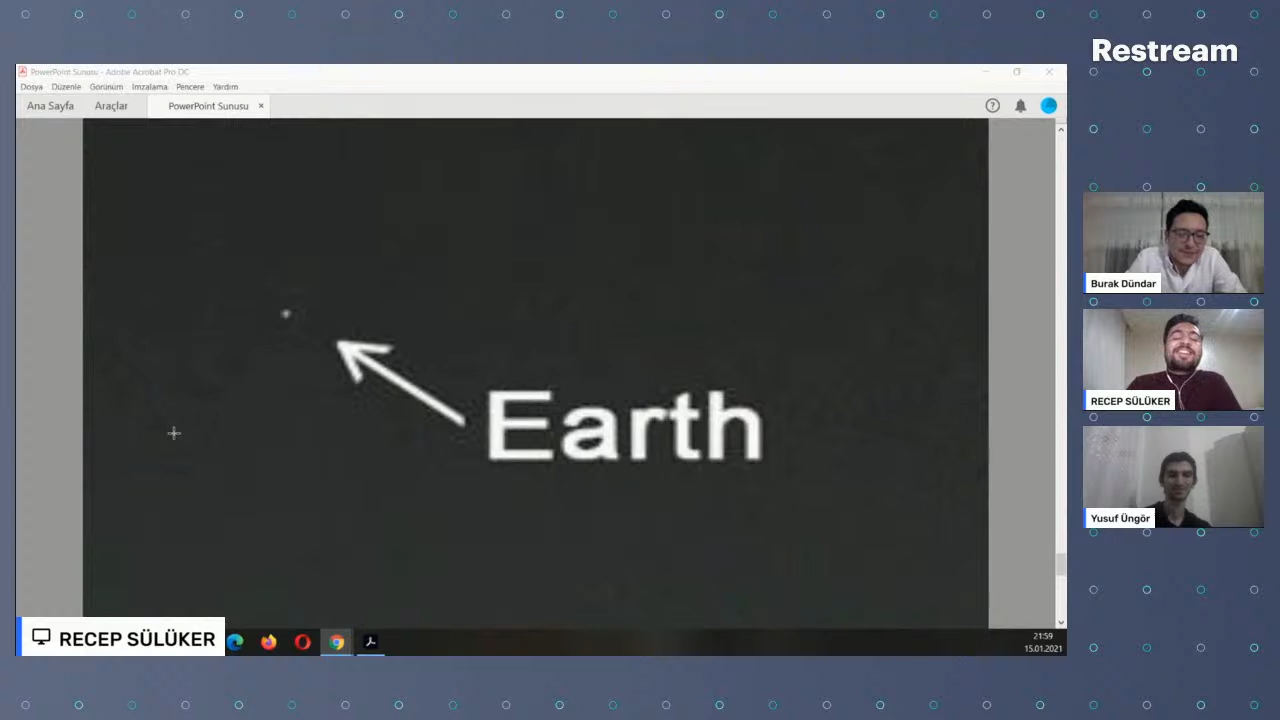 Restream
PowerPoint Sunusu - Adobe Acrobat Pro DC
Dosya Düzenle Görünüm İmzalama Pencere Yardım
Ana Sayfa Araçlar PowerPoint Sunusu ×
Earth
Burak Dündar
RECEP SÜLÜKER
Yusuf Üngör
RECEP SÜLÜKER
21:59
15.01.2021